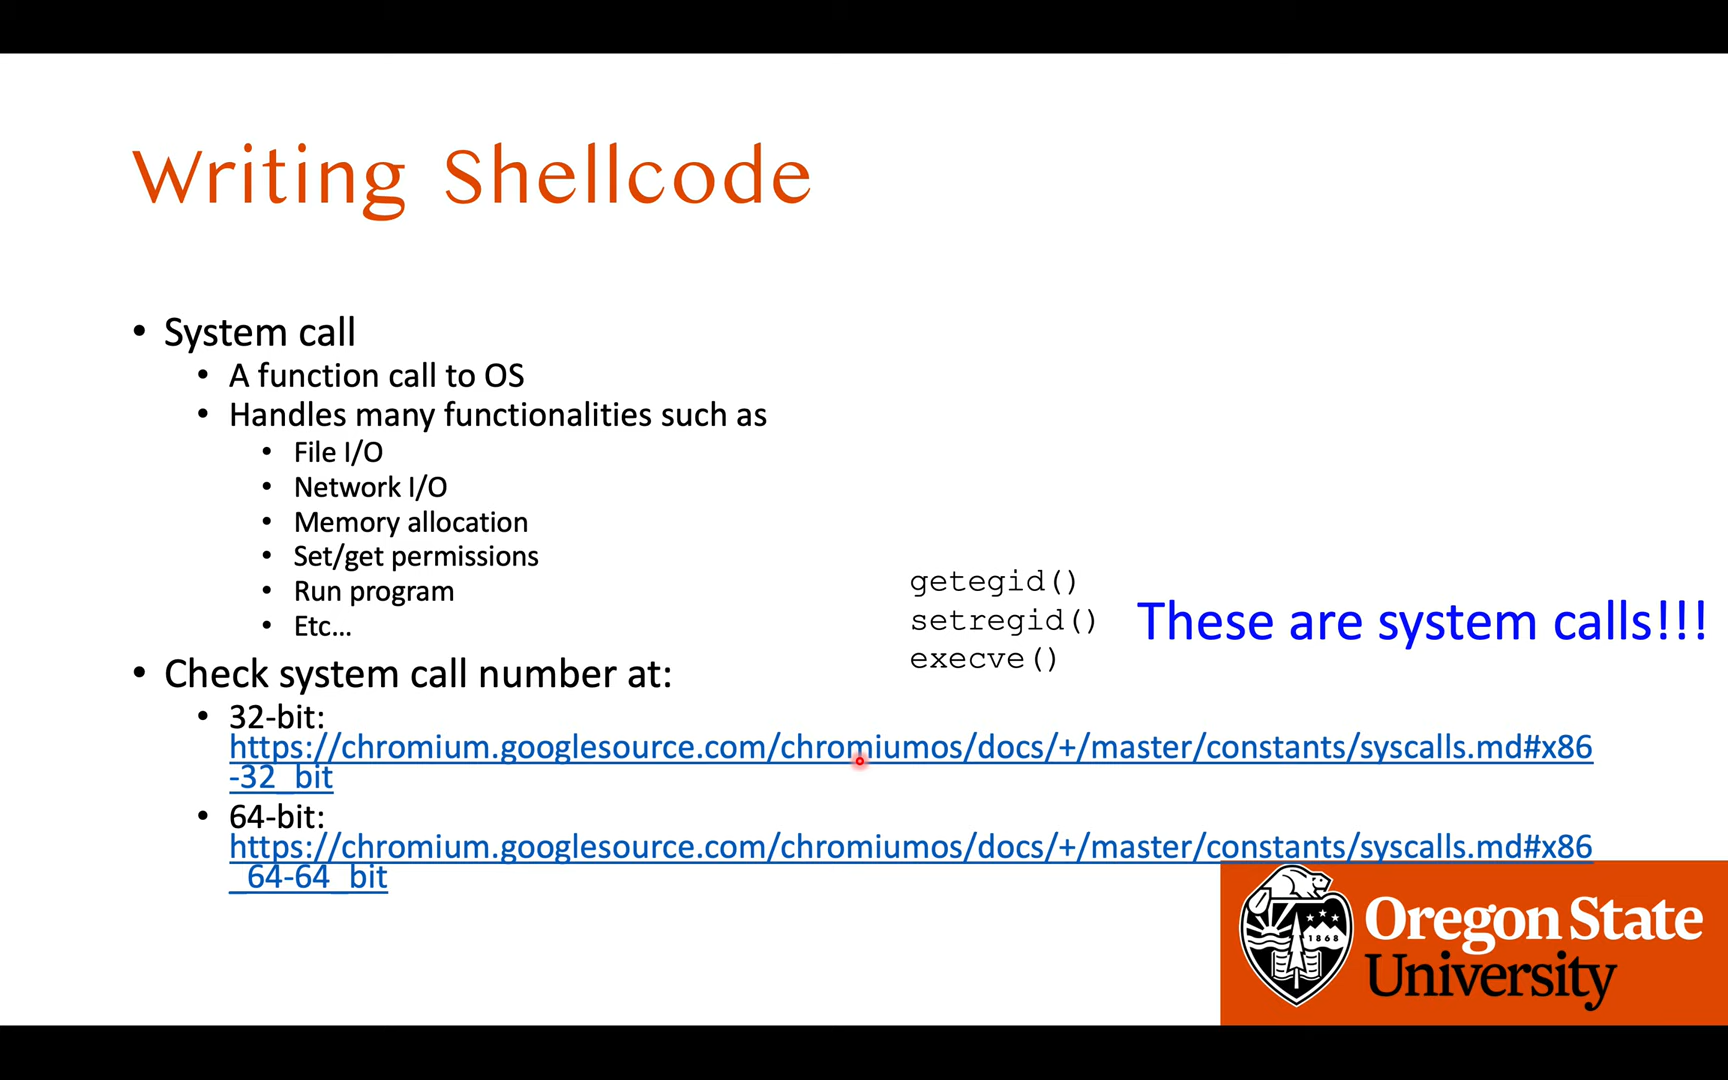 Writing Shellcode
• System call
• A function call to OS
• Handles many functionalities such as
• File I/O
• Network I/O
• Memory allocation
• Set/get permissions
• Run program
• Etc...
getegid()
setregid()
execve()
These are system calls!!!
• Check system call number at:
• 32-bit:
https://chromium.googlesource.com/chromiumos/docs/+/master/constants/syscalls.md#x86
-32_bit
• 64-bit:
https://chromium.googlesource.com/chromiumos/docs/+/master/constants/syscalls.md#x86
_64-64_bit
1868
Oregon State
University